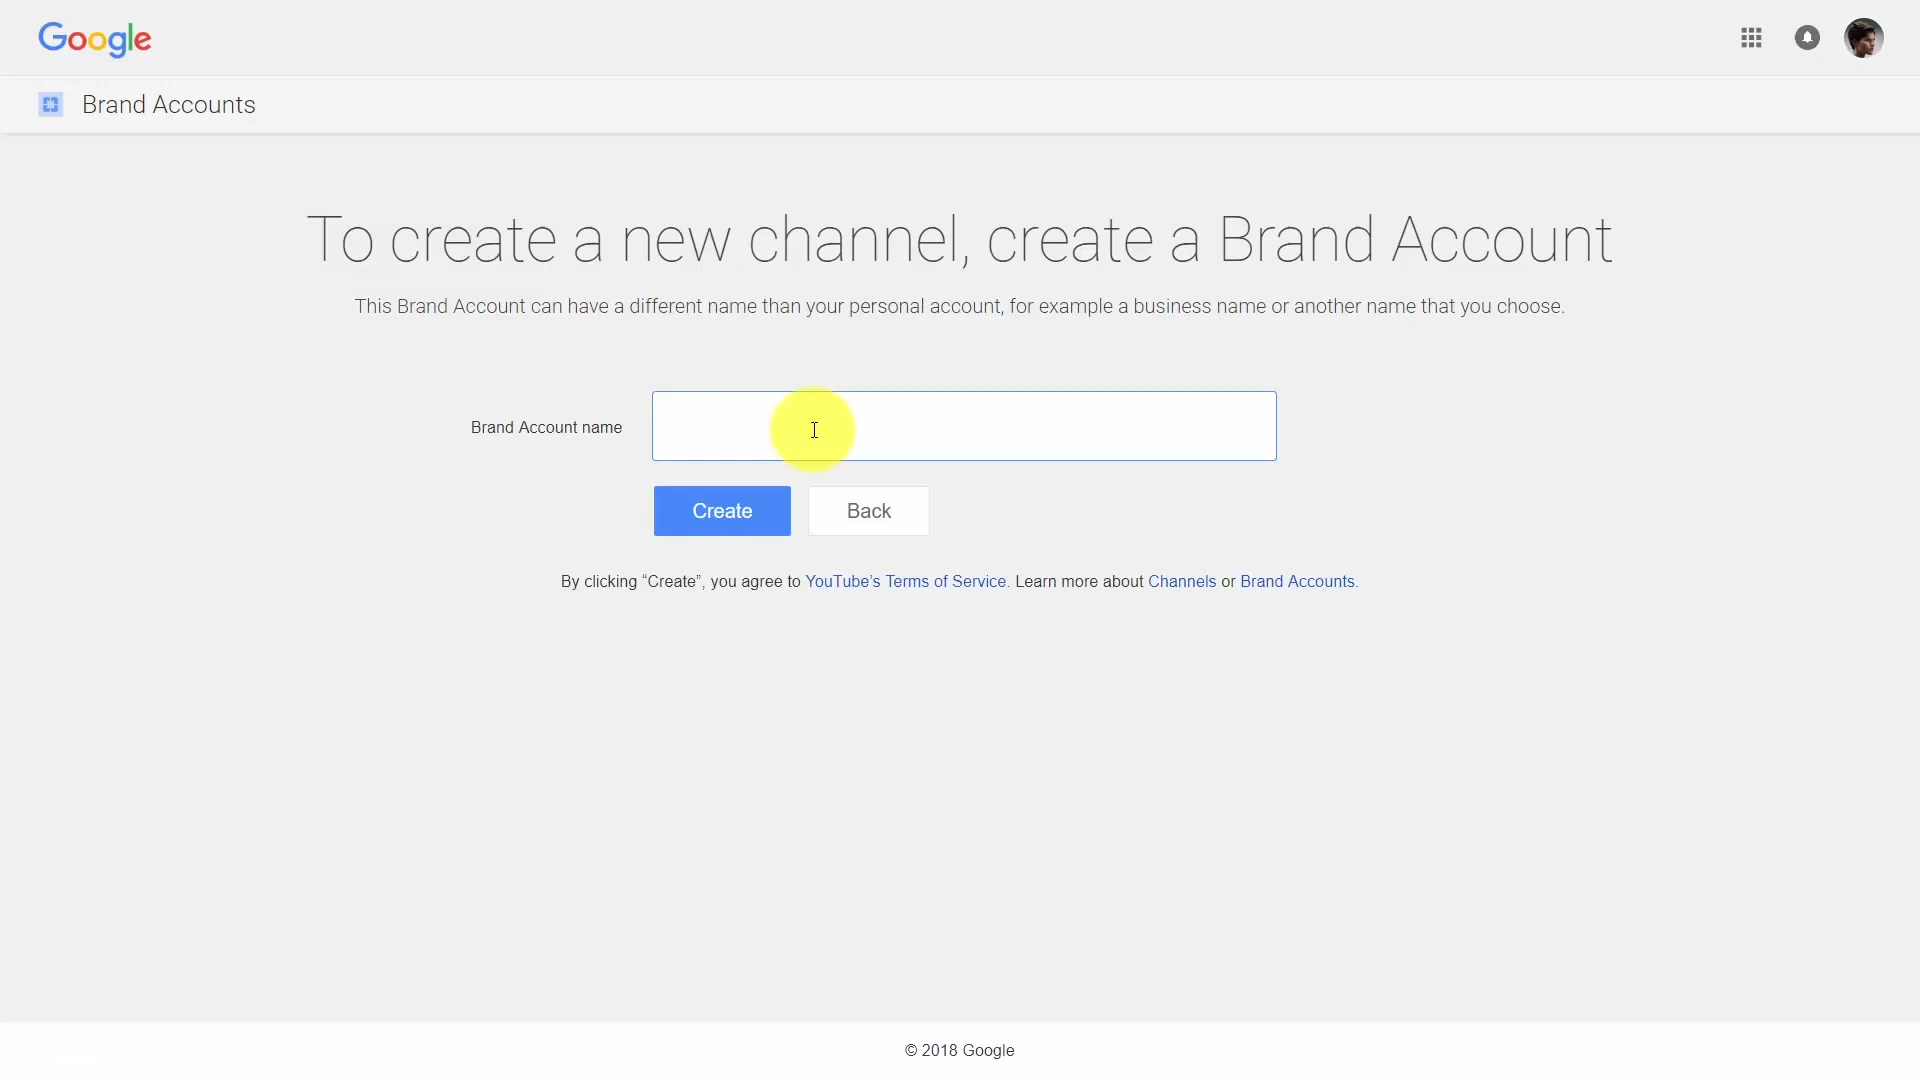 Google
Brand Accounts
To create a new channel, create a Brand Account
This Brand Account can have a different name than your personal account, for example a business name or another name that you choose.
Brand Account name
Create Back
By clicking “Create”, you agree to YouTube’s Terms of Service. Learn more about Channels or Brand Accounts.
© 2018 Google